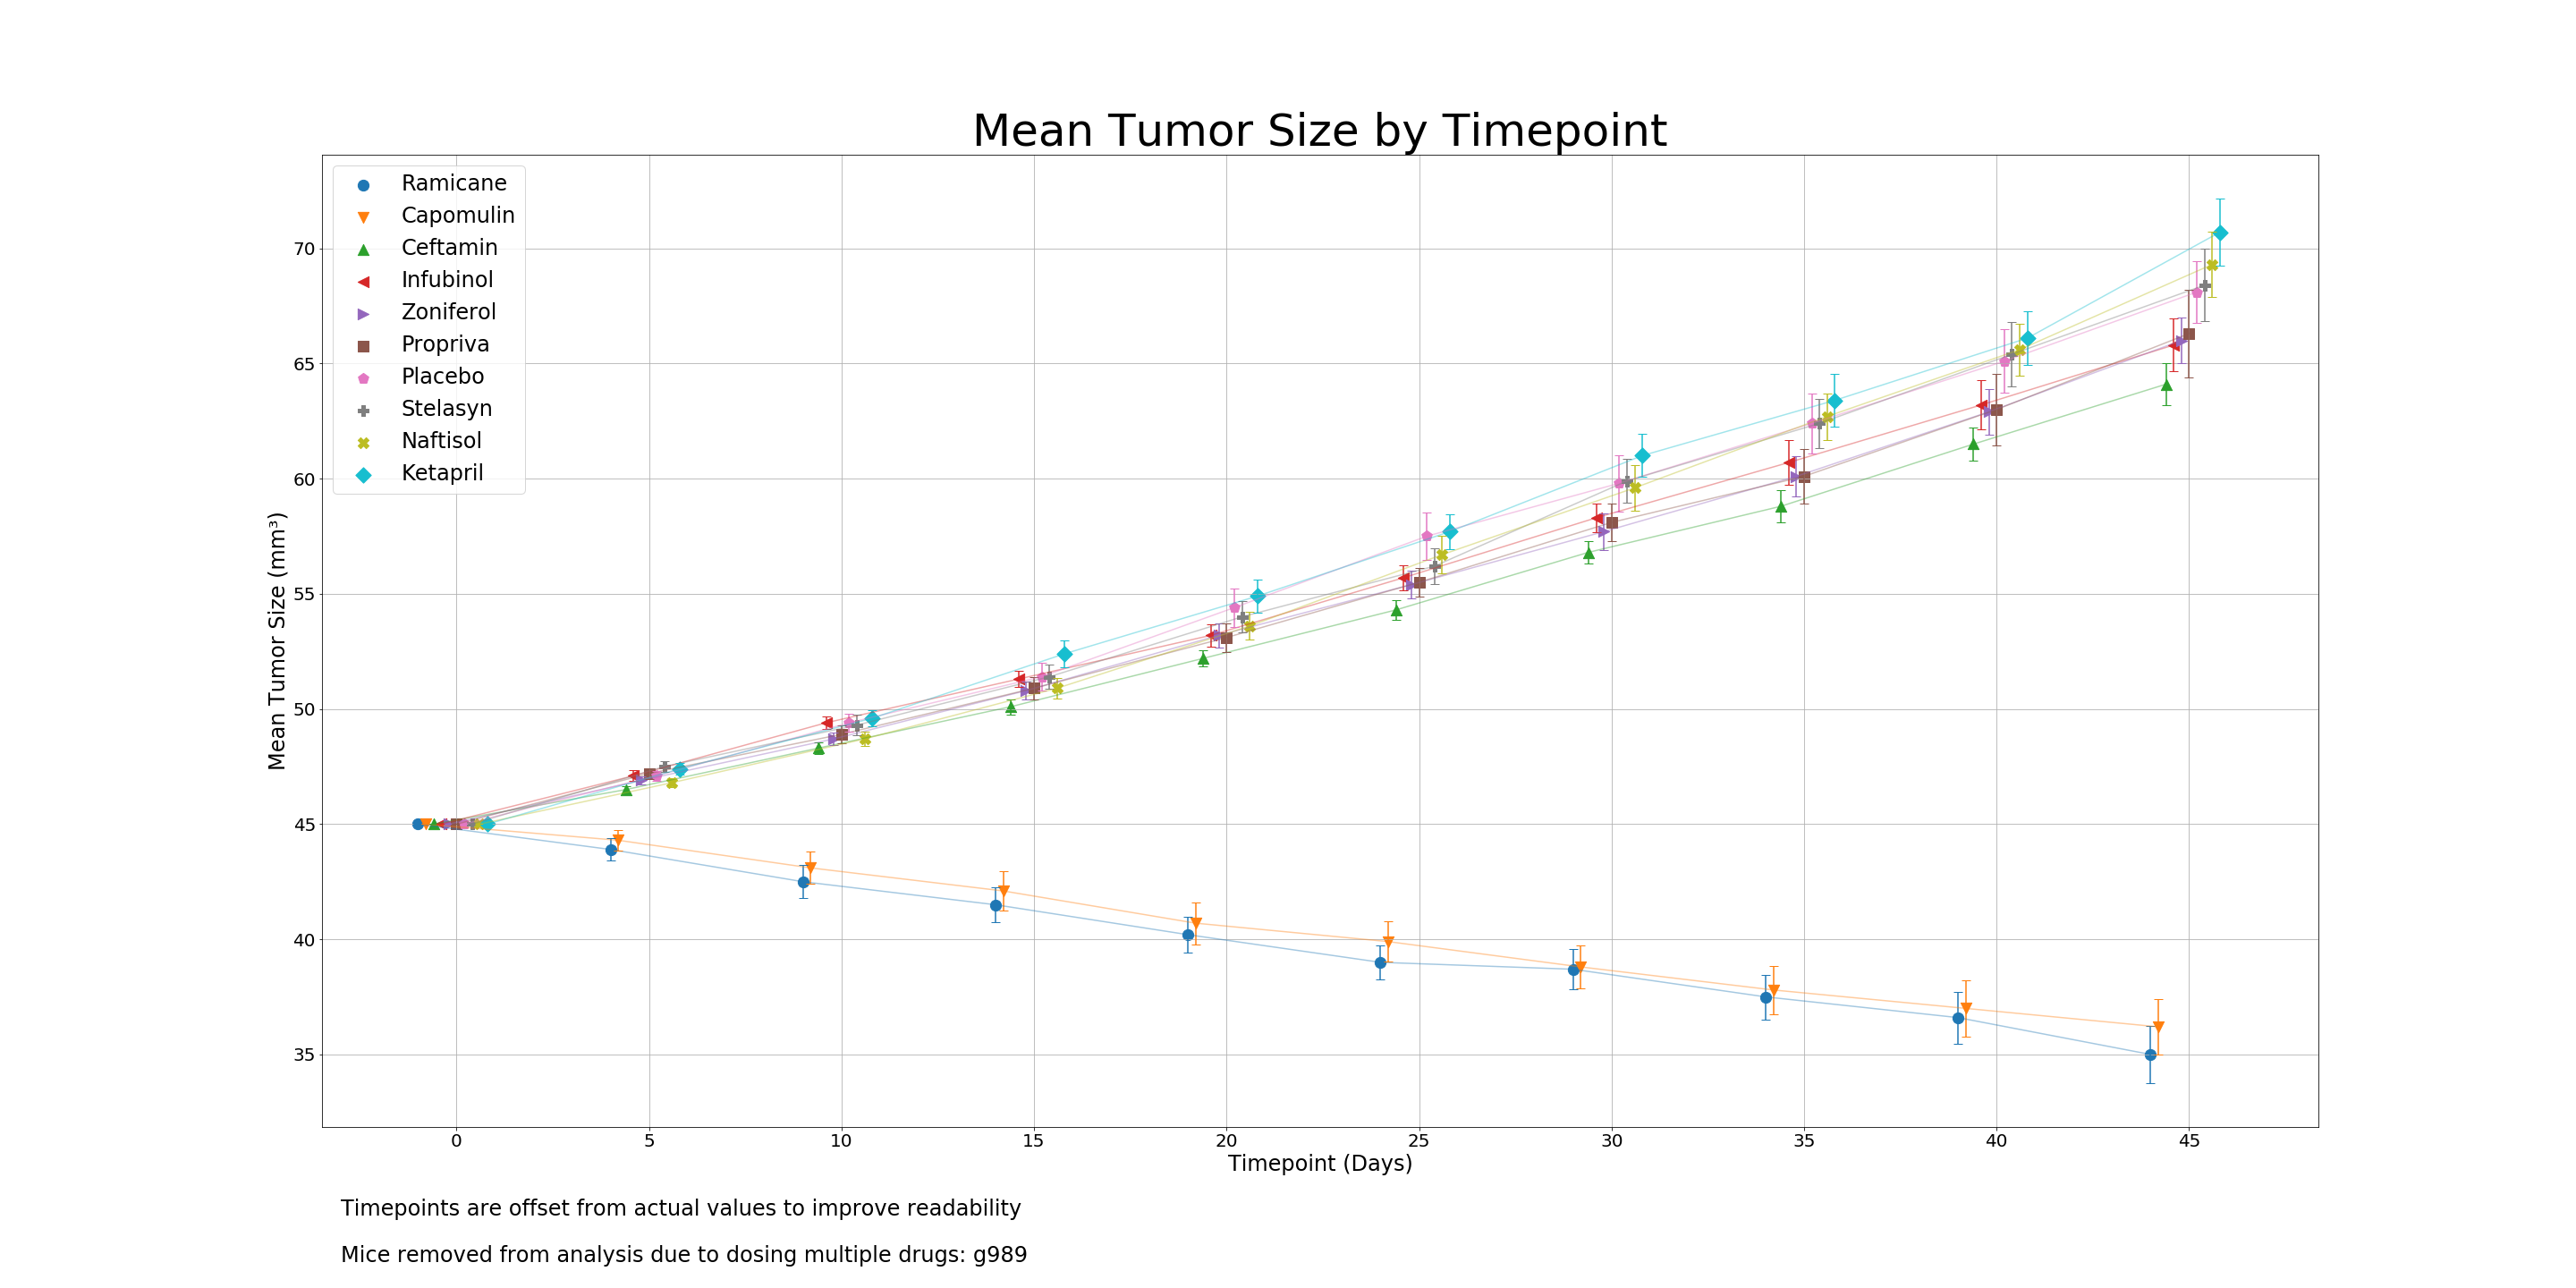 Mean Tumor Size by Timepoint
Ramicane
Capomulin
Ceftamin
Infubinol
Zoniferol
Propriva
Placebo
Stelasyn
Naftisol
Ketapril
Mean Tumor Size (mm³)
70
65
60
55
50
45
40
35
0 5 10 15 20 25 30 35 40 45
Timepoint (Days)
Timepoints are offset from actual values to improve readability
Mice removed from analysis due to dosing multiple drugs: g989